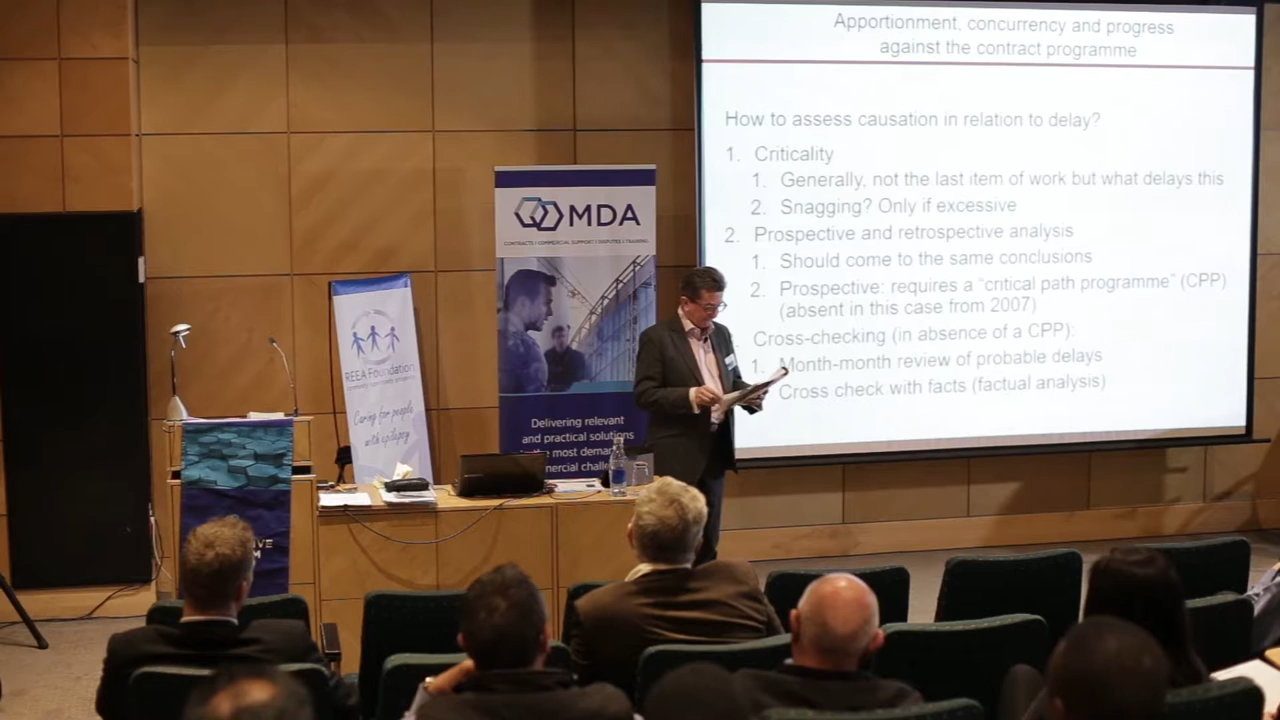 Apportionment, concurrency and progress
against the contract programme
How to assess causation in relation to delay?
1. Criticality
1. Generally, not the last item of work but what delays this
2. Snagging? Only if excessive
2. Prospective and retrospective analysis
1. Should come to the same conclusions
2. Prospective: requires a “critical path programme” (CPP)
(absent in this case from 2007)
Cross-checking (in absence of a CPP):
1. Month-month review of probable delays
Cross check with facts (factual analysis)
MDA
CONTRACTS | COMMERCIAL SUPPORT | DISPUTES | TRAINING
Delivering relevant
and practical solutions
most
REEA Foundation
Caring for people
with epilepsy